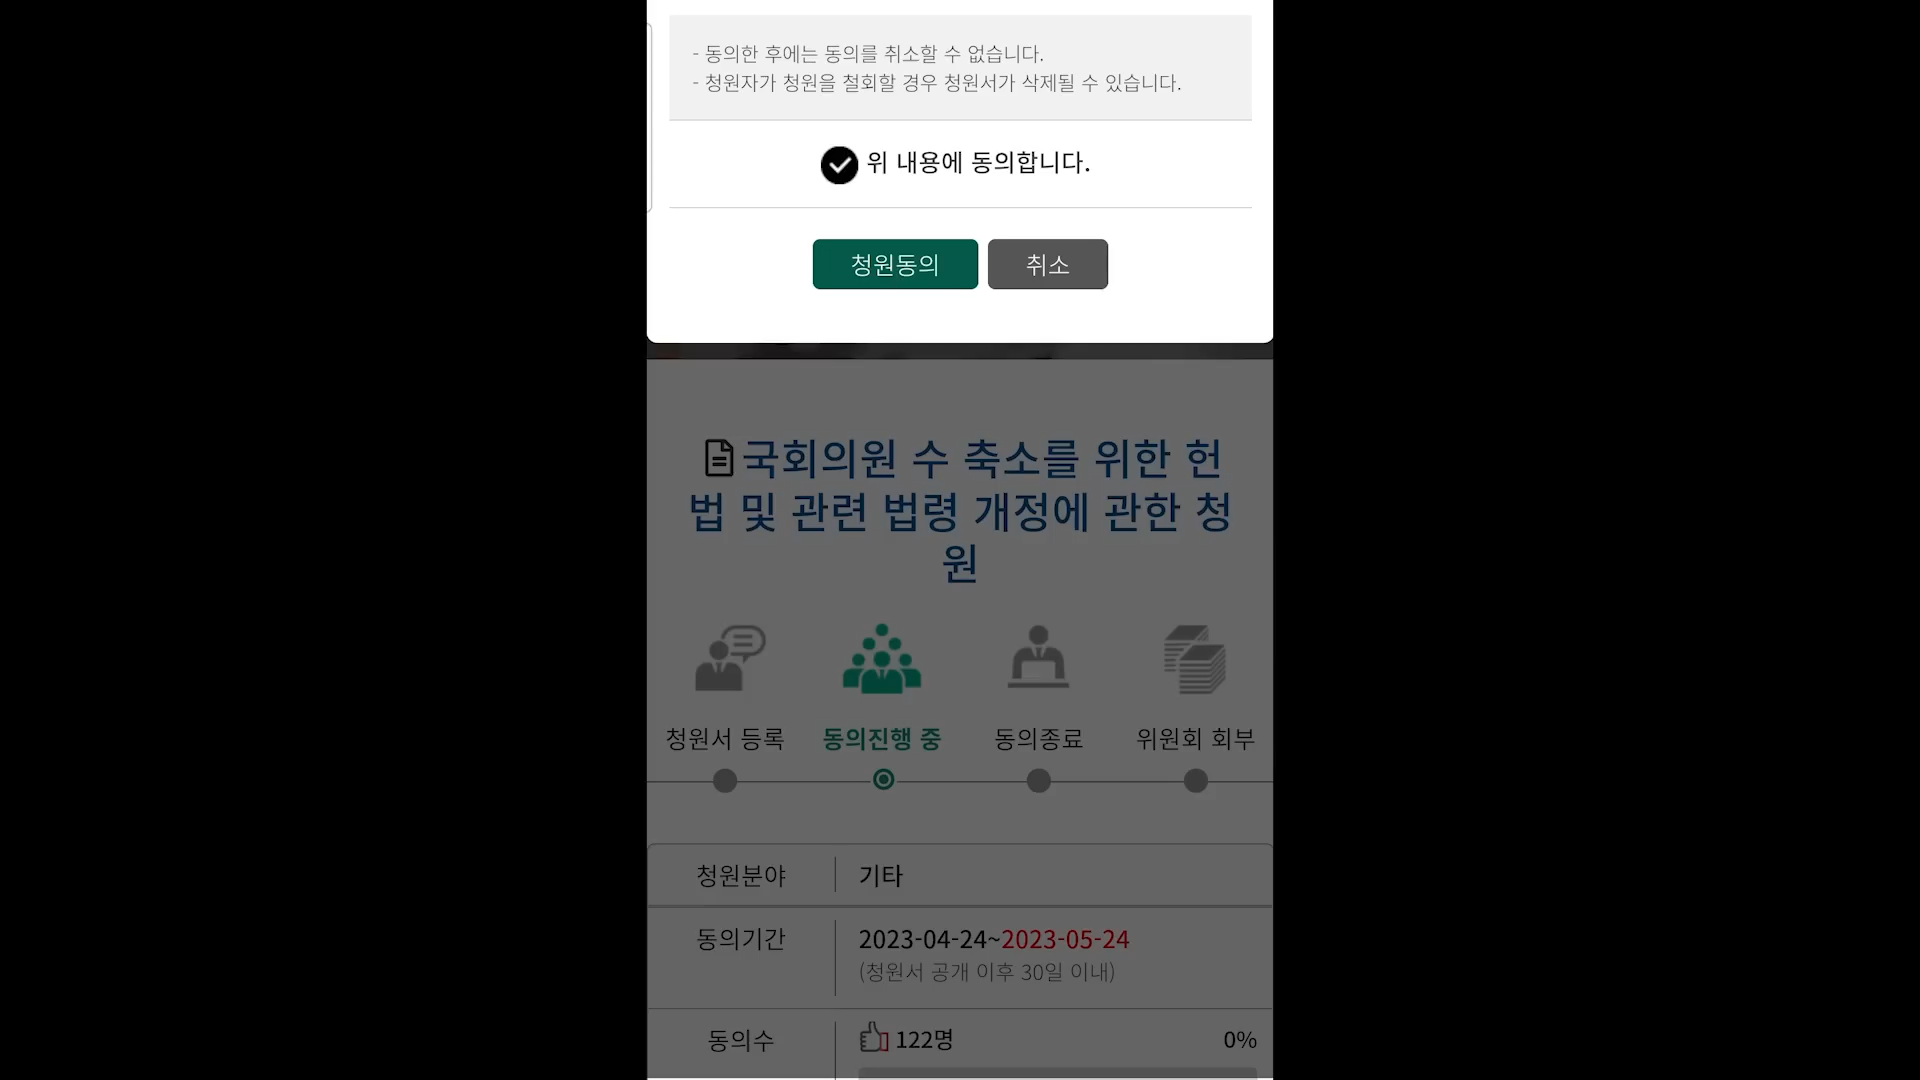 - 동의한 후에는 동의를 취소할 수 없습니다.
- 청원자가 청원을 철회할 경우 청원서가 삭제될 수 있습니다.
위 내용에 동의합니다.
청원동의 취소
국회의원 수 축소를 위한 헌
법 및 관련 법령 개정에 관한 청
원
청원서 등록 동의진행 중 동의종료 위원회 회부
청원분야 기타
동의기간 2023-04-24~2023-05-24
(청원서 공개 이후 30일 이내)
동의수 122명 0%